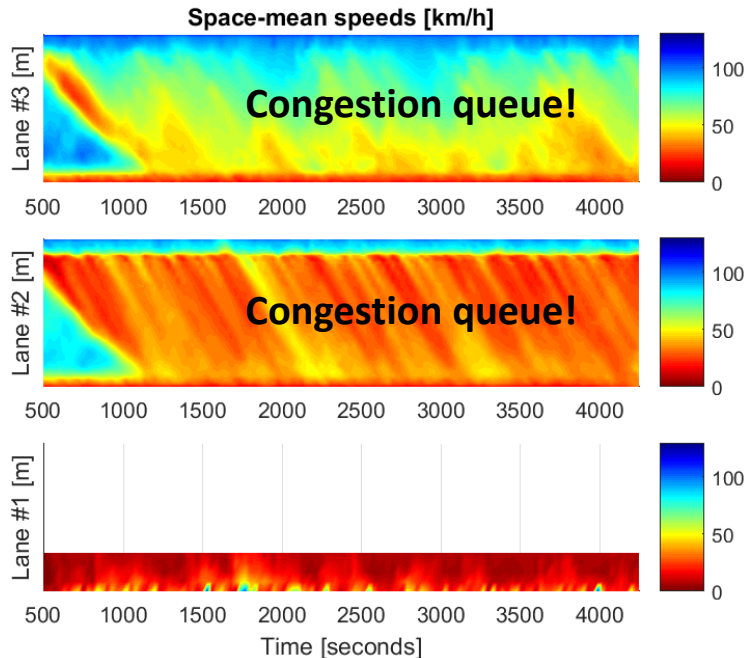 Space-mean speeds [km/h]
Lane #3 [m]
Congestion queue!
100
50
0
500 1000 1500 2000 2500 3000 3500 4000
Lane #2 [m]
Congestion queue!
100
50
0
500 1000 1500 2000 2500 3000 3500 4000
Lane #1 [m]
100
50
0
500 1000 1500 2000 2500 3000 3500 4000
Time [seconds]